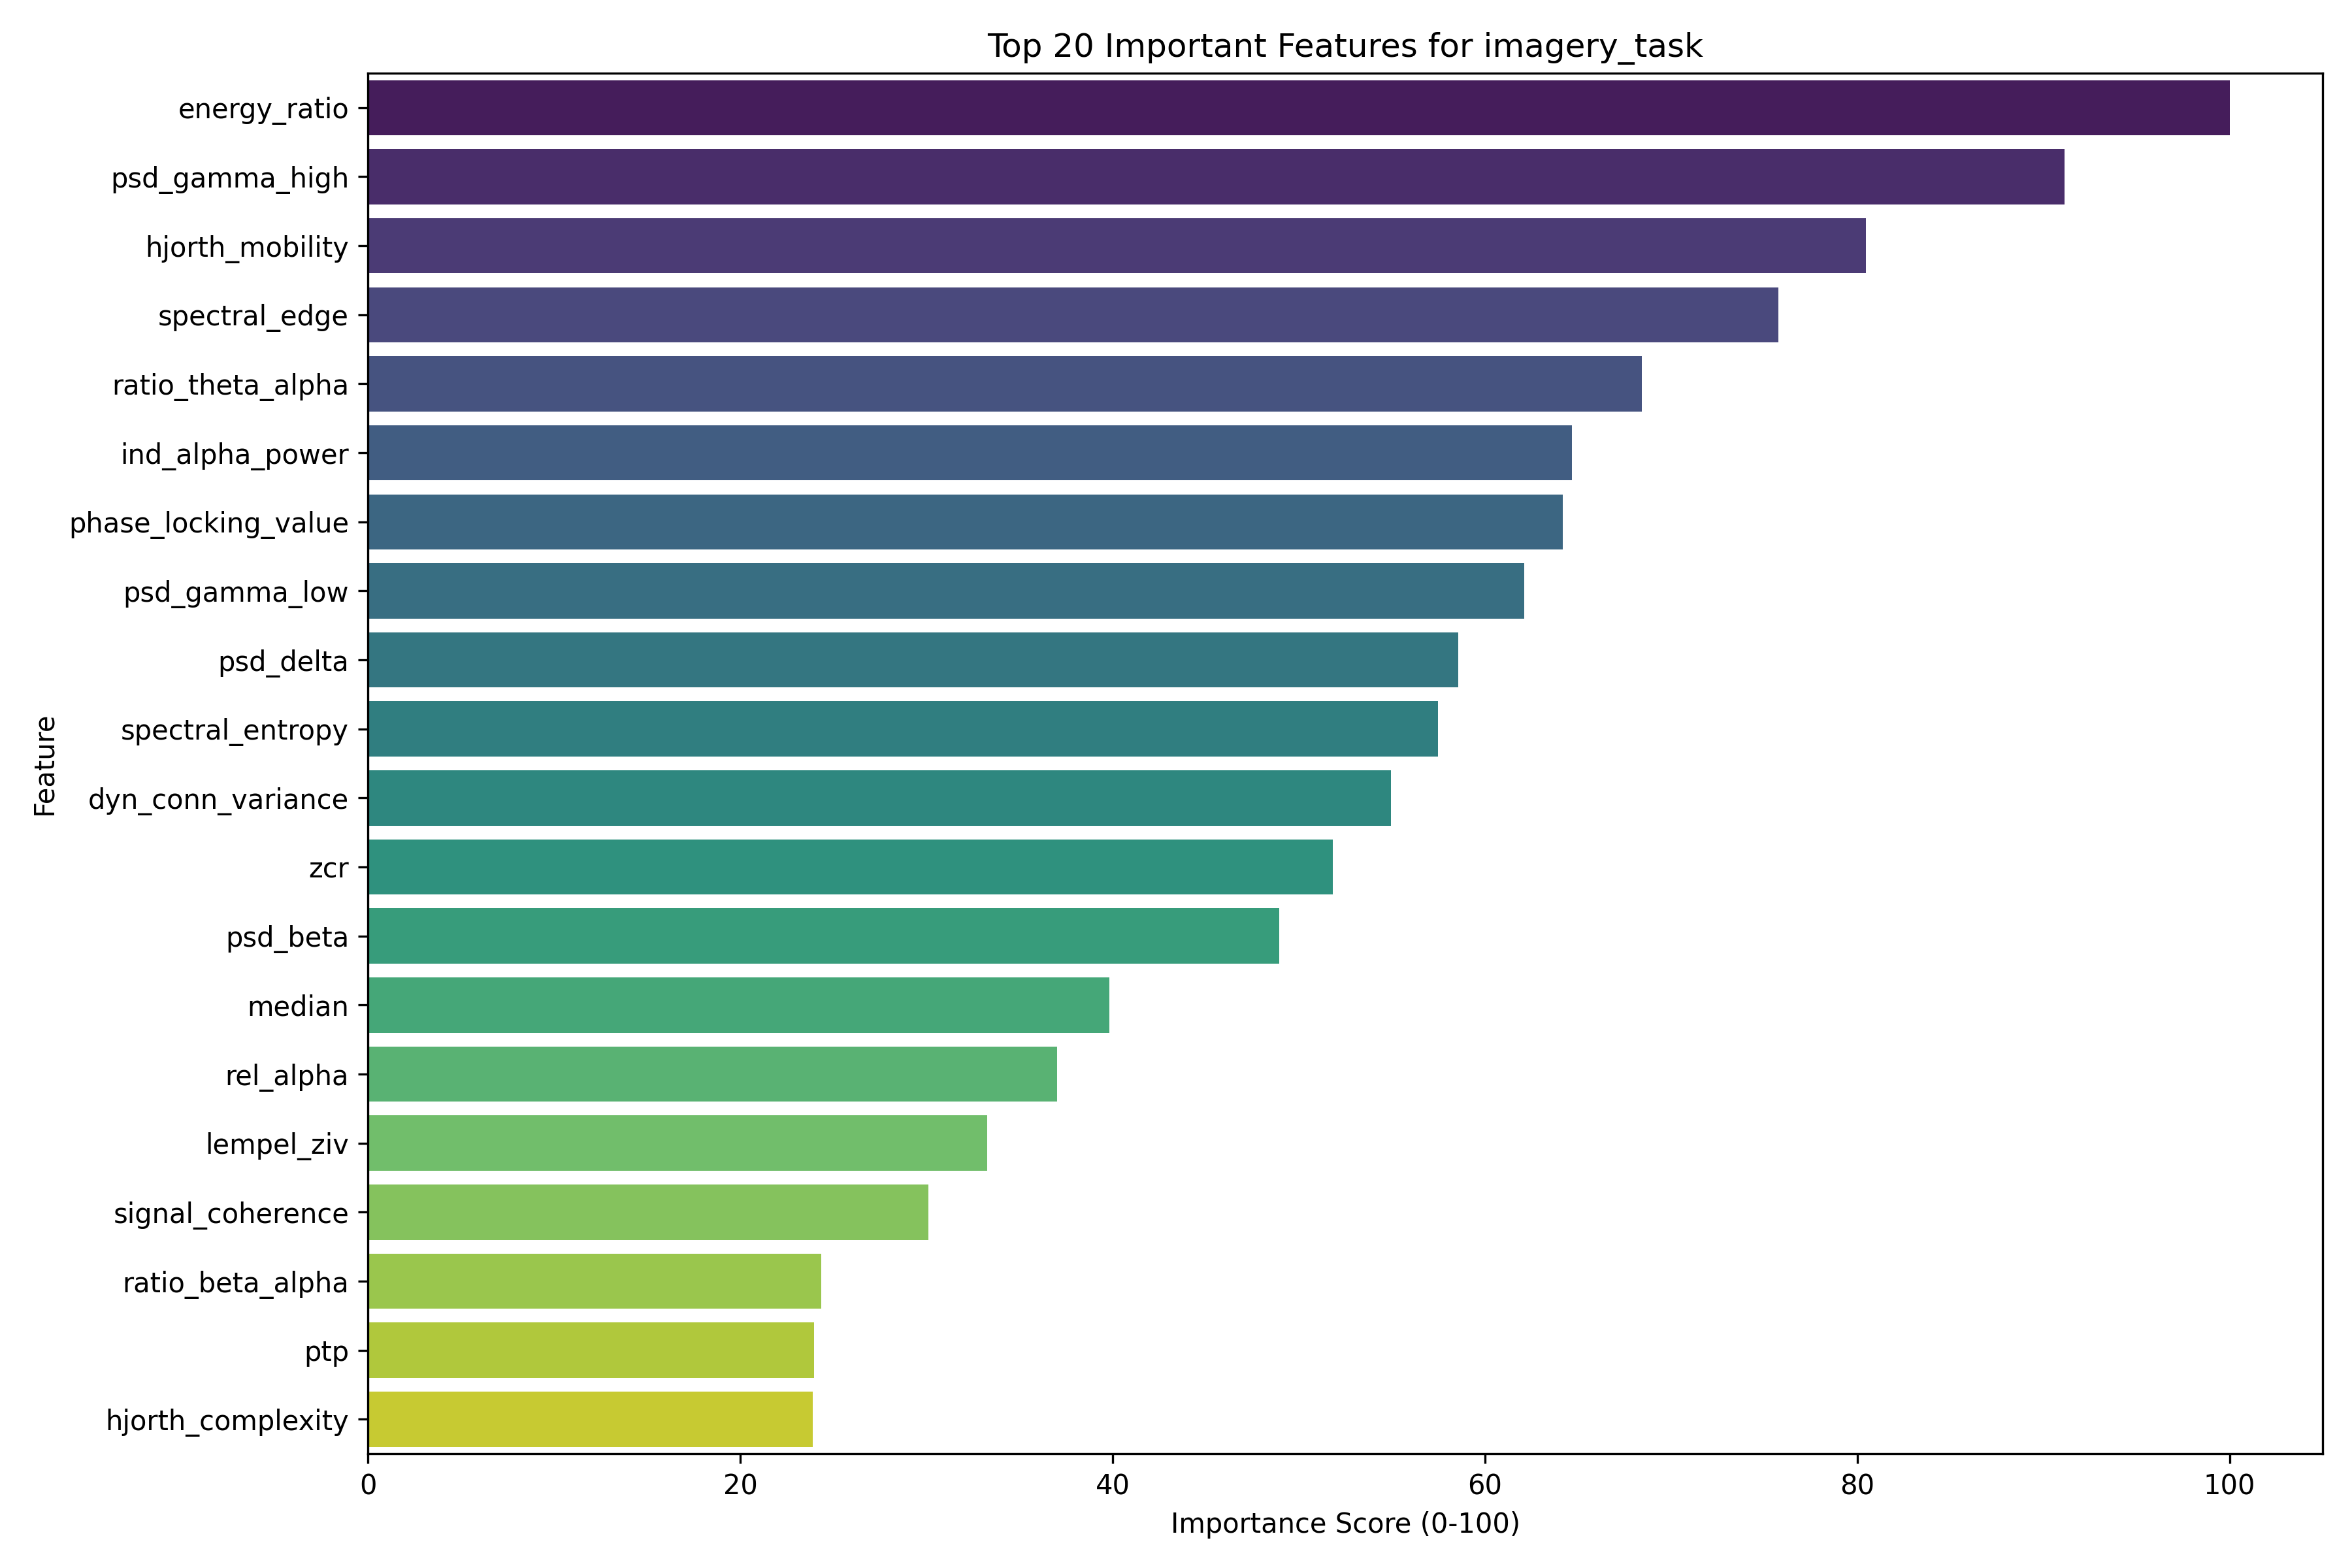 Top 20 Important Features for imagery_task
energy_ratio
psd_gamma_high
hjorth_mobility
spectral_edge
ratio_theta_alpha
ind_alpha_power
phase_locking_value
psd_gamma_low
psd_delta
spectral_entropy
dyn_conn_variance
zcr
psd_beta
median
rel_alpha
lempel_ziv
signal_coherence
ratio_beta_alpha
ptp
hjorth_complexity
Feature
0 20 40 60 80 100
Importance Score (0-100)